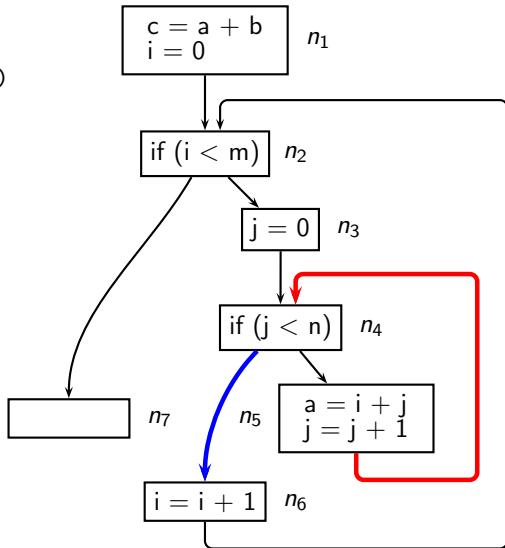 c = a + b
i = 0
n1
)
if (i < m)
n2
j = 0
n3
if (j < n)
n4
n7
n5
a = i + j
j = j + 1
i = i + 1
n6